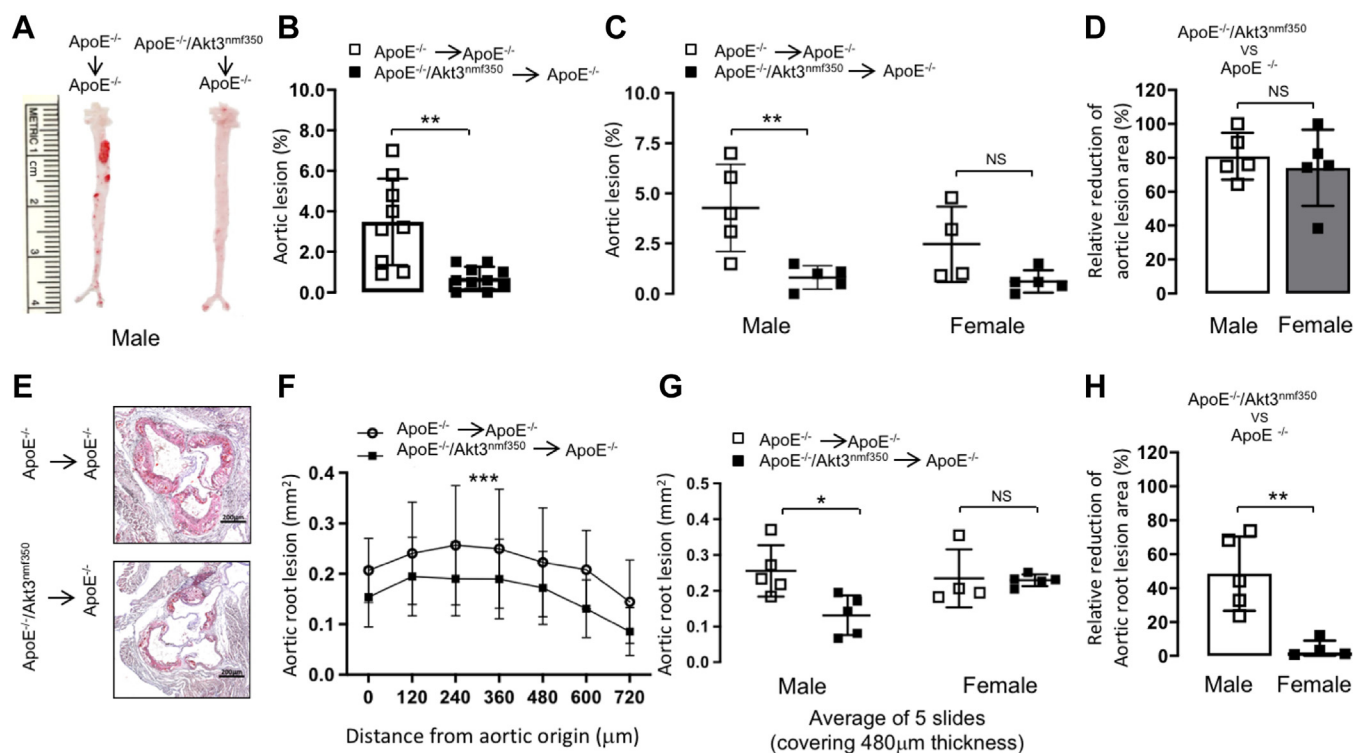 A
ApoE-/-
ApoE-/-/Akt3nmf350
ApoE-/-
ApoE-/-
METRIC 1
cm
2
3
4
Male
B
ApoE-/- → ApoE-/-
ApoE-/-/Akt3nmf350 → ApoE-/-
Aortic lesion (%)
10.0
8.0
6.0
4.0
2.0
0.0
**
C
ApoE-/- → ApoE-/-
ApoE-/-/Akt3nmf350 → ApoE-/-
Aortic lesion (%)
10.0
7.5
5.0
2.5
0.0
**
NS
Male
Female
D
ApoE-/-/Akt3nmf350
VS
ApoE -/-
Relative reduction of
aortic lesion area (%)
120
100
80
60
40
20
0
NS
Male
Female
E
ApoE-/- → ApoE-/-
200μm
ApoE-/-/Akt3nmf350 → ApoE-/-
200μm
F
ApoE-/- → ApoE-/-
ApoE-/-/Akt3nmf350 → ApoE-/-
Aortic root lesion (mm2)
0.4
0.3
0.2
0.1
0.0
***
0 120 240 360 480 600 720
Distance from aortic origin (μm)
G
ApoE-/- → ApoE-/-
ApoE-/-/Akt3nmf350 → ApoE-/-
Aortic root lesion (mm2)
0.5
0.4
0.3
0.2
0.1
0.0
*
NS
Male
Female
Average of 5 slides
(covering 480μm thickness)
H
ApoE-/-/Akt3nmf350
VS
ApoE -/-
Relative reduction of
Aortic root lesion area (%)
120
100
80
60
40
20
0
**
Male
Female